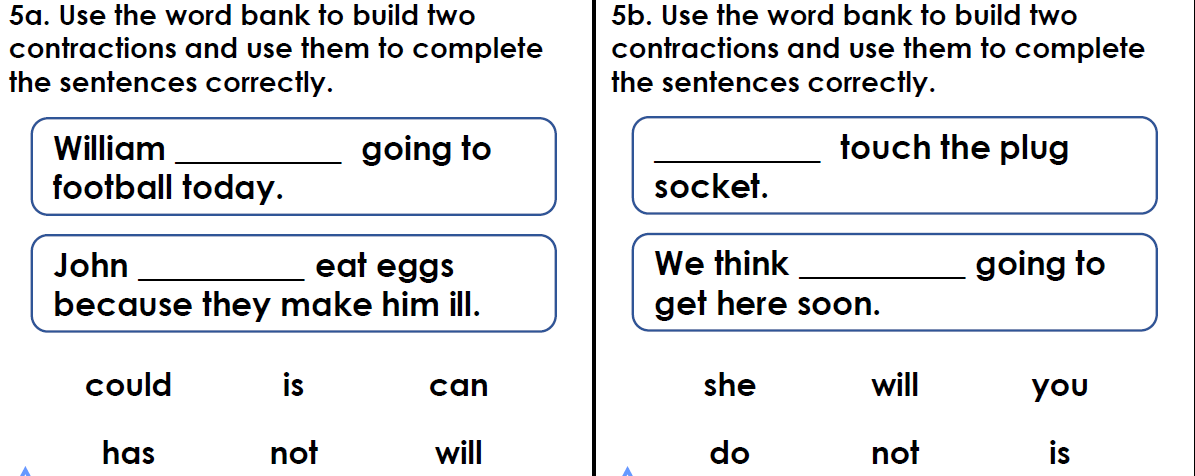 5a. Use the word bank to build two
contractions and use them to complete
the sentences correctly.
William __________ going to
football today.
John __________ eat eggs
because they make him ill.
could is can
has not will
5b. Use the word bank to build two
contractions and use them to complete
the sentences correctly.
__________ touch the plug
socket.
We think __________ going to
get here soon.
she will you
do not is